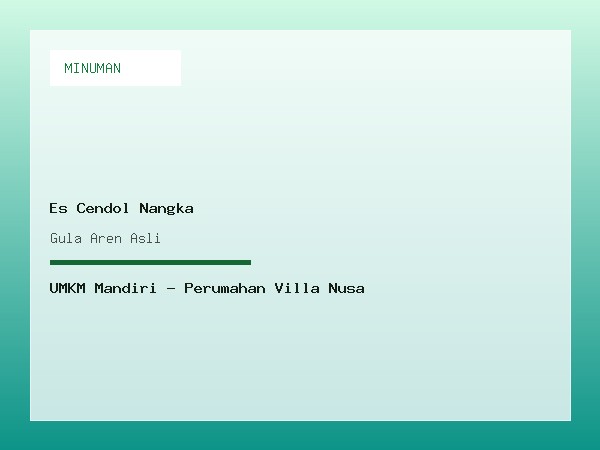 MINUMAN
Es Cendol Nangka
Gula Aren Asli
UMKM Mandiri - Perumahan Villa Nusa